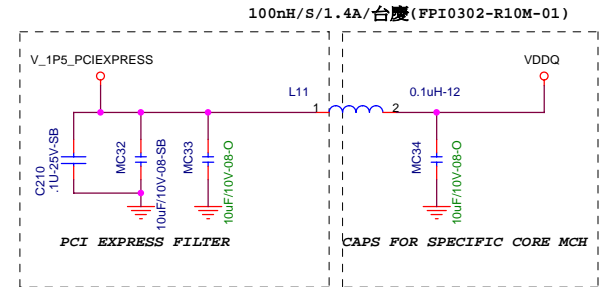 100nH/S/1.4A/台慶(FPI0302-R10M-01)
V_1P5_PCIEXPRESS
VDDQ
L11
0.1uH-12
1
2
C210
.1U-25V-SB
MC32
10uF/10V-08-SB
MC33
10uF/10V-08-O
MC34
10uF/10V-08-O
PCI EXPRESS FILTER
CAPS FOR SPECIFIC CORE MCH